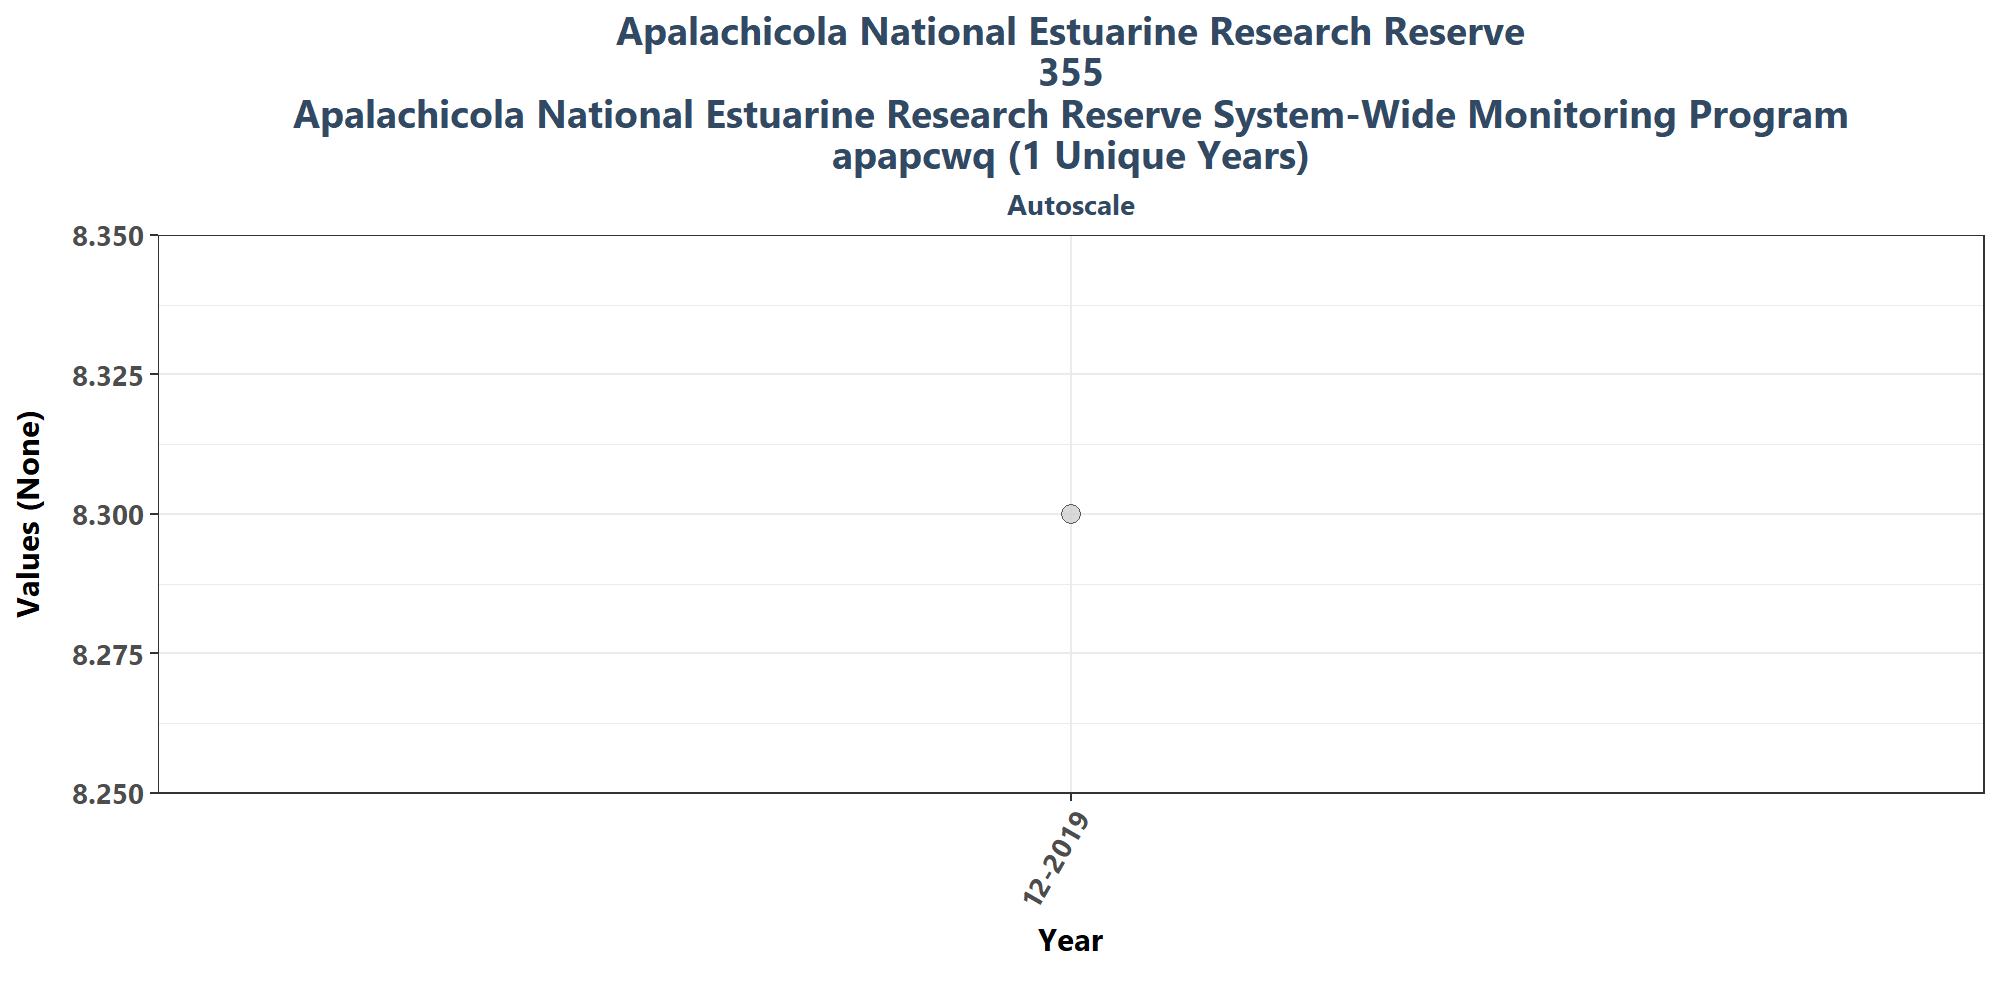 Apalachicola National Estuarine Research Reserve
355
Apalachicola National Estuarine Research Reserve System-Wide Monitoring Program
apapcwq (1 Unique Years)
Autoscale
8.350
8.325
8.300
8.275
8.250
Values (None)
12-2019
Year